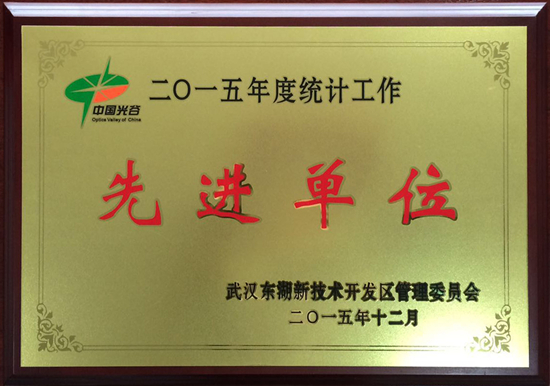 中国光谷
Optics Valley of China
二〇一五年度统计工作
先进单位
武汉东湖新技术开发区管理委员会
二〇一五年十二月